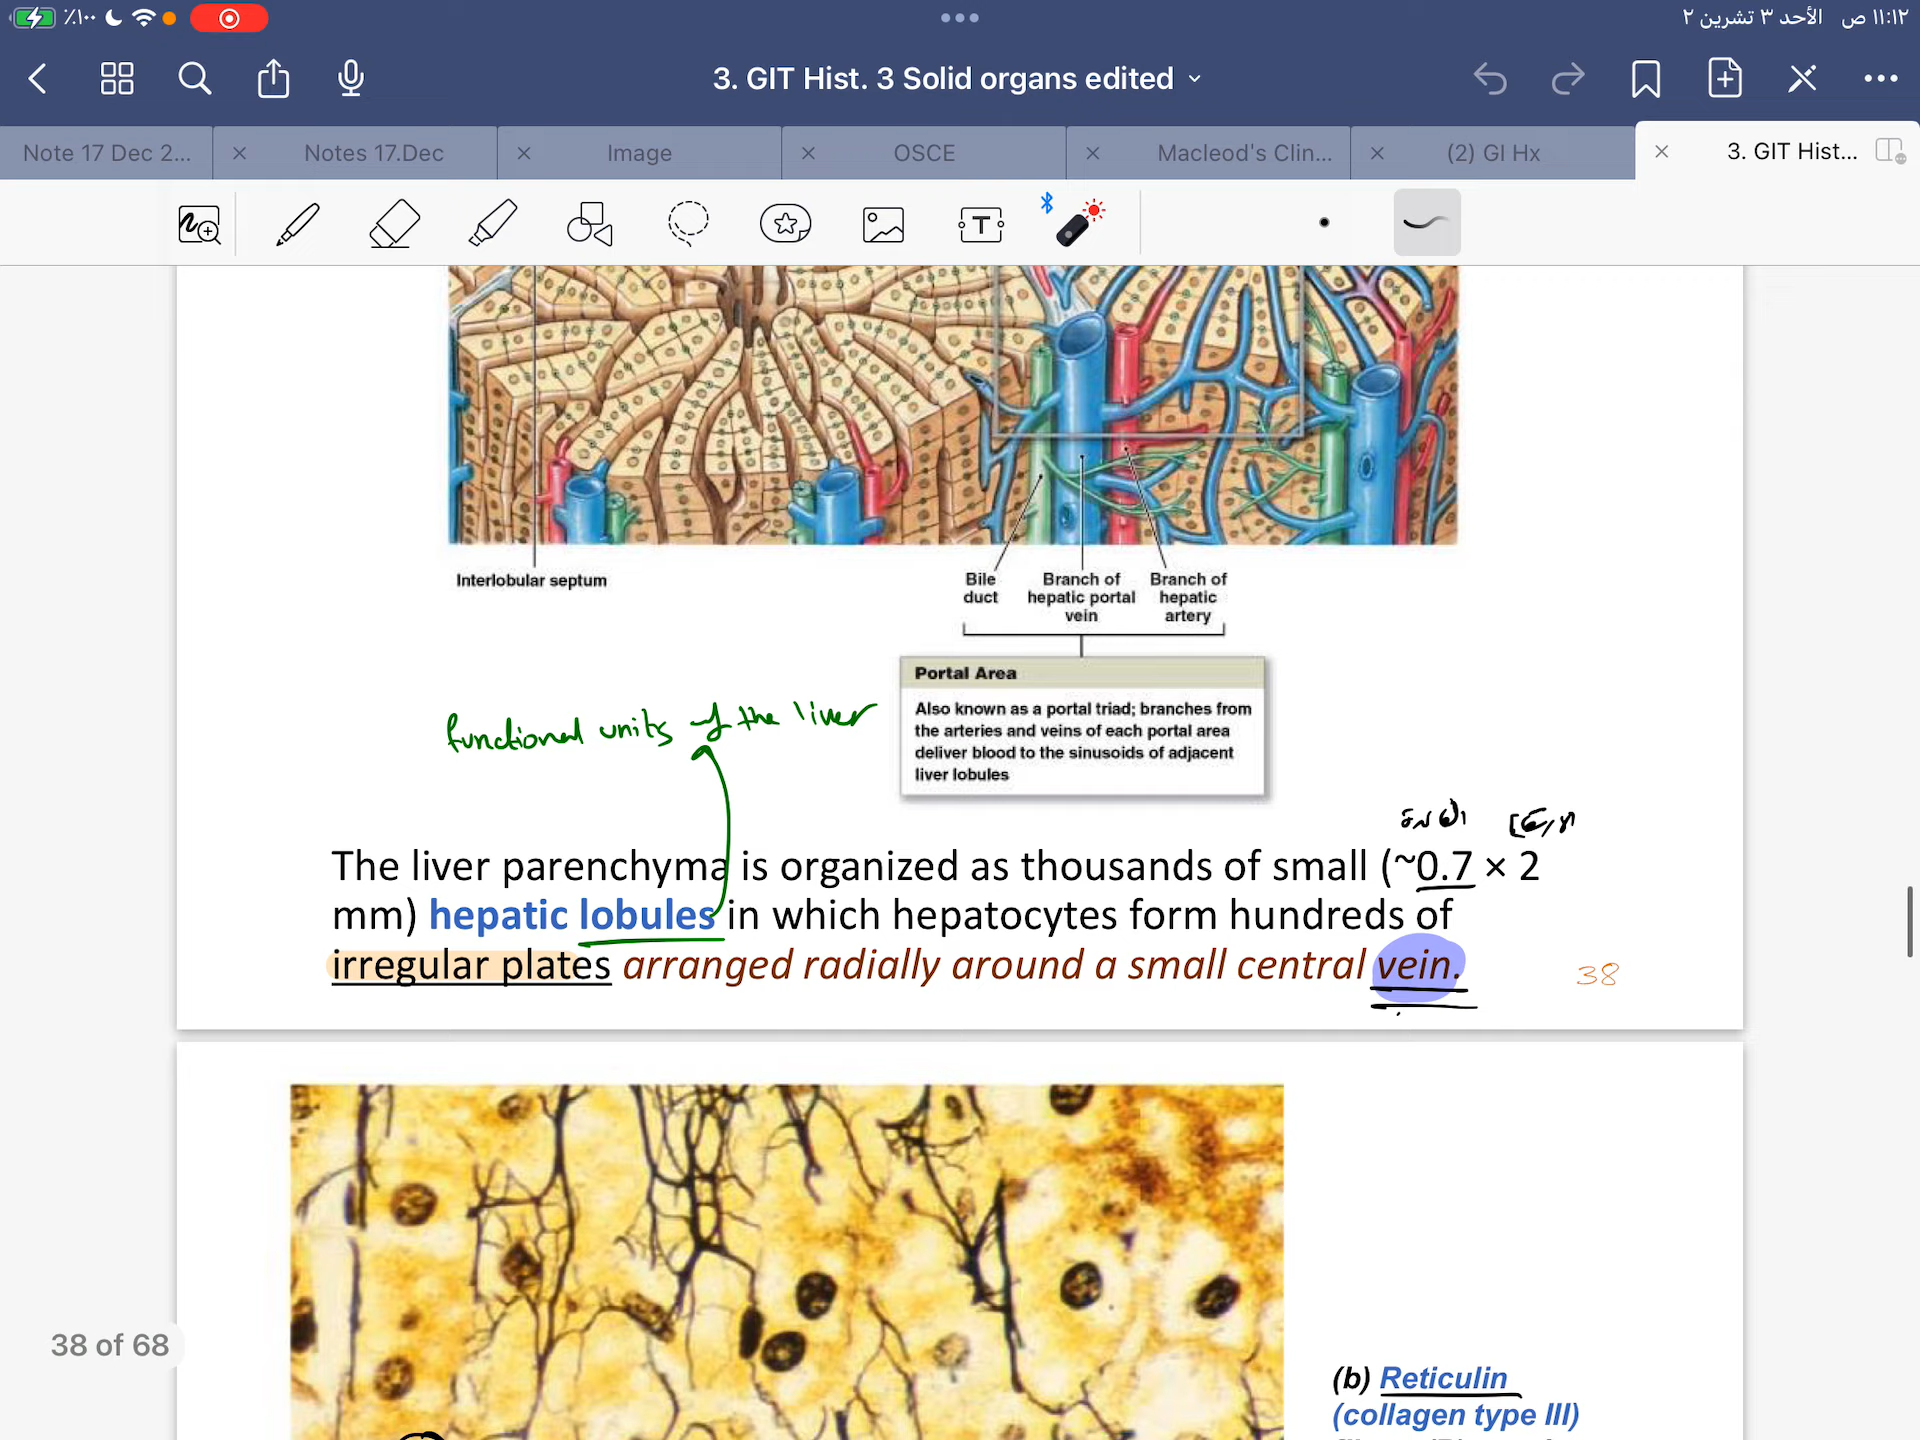 ٪١٠٠
١١:١٢ ص الأحد ٣ تشرين ٢
3. GIT Hist. 3 Solid organs edited
Note 17 Dec 2...
Notes 17.Dec
Image
OSCE
Macleod's Clin...
(2) GI Hx
3. GIT Hist...
T
Interlobular septum
Bile
duct
Branch of
hepatic portal
vein
Branch of
hepatic
artery
Portal Area
Also known as a portal triad; branches from
the arteries and veins of each portal area
deliver blood to the sinusoids of adjacent
liver lobules
functional units of the liver
The liver parenchyma is organized as thousands of small (~0.7 × 2
mm) hepatic lobules in which hepatocytes form hundreds of
irregular plates arranged radially around a small central vein.
38
38 of 68
(b) Reticulin
(collagen type III)